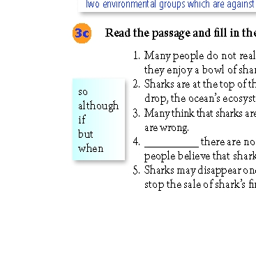 Two environmental groups which are against
3c Read the passage and fill in the
so
although
if
but
when
1. Many people do not real
they enjoy a bowl of shar
2. Sharks are at the top of th
drop, the ocean's ecosyst
3. Many think that sharks are
are wrong.
4. __________ there are no
people believe that shark
5. Sharks may disappear one
stop the sale of shark's fin